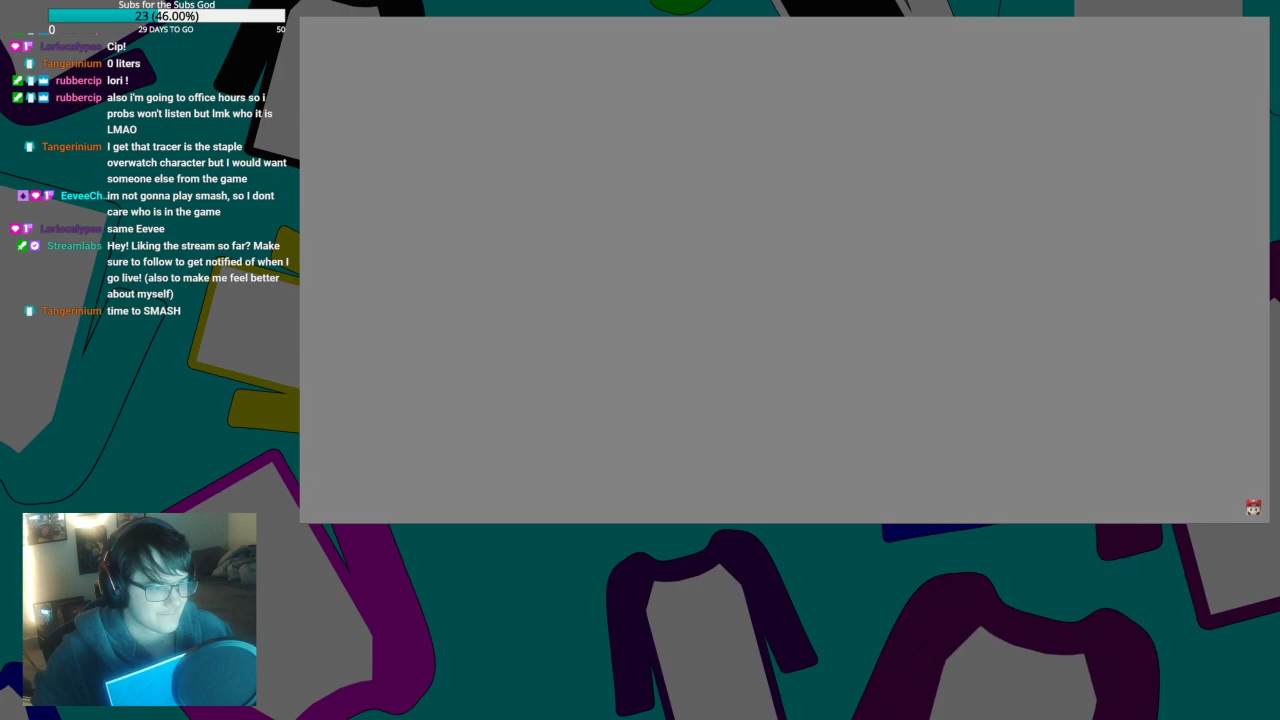 Subs for the Subs God
23 (46.00%)
0 29 DAYS TO GO 50
Loriocalypse Cip!
Tangerinium 0 liters
rubbercip lori !
rubbercip also i'm going to office hours so i
probs won't listen but lmk who it is
LMAO
Tangerinium I get that tracer is the staple
overwatch character but I would want
someone else from the game
EeveeCh.. im not gonna play smash, so I dont
care who is in the game
Loriocalypse same Eevee
Streamlabs Hey! Liking the stream so far? Make
sure to follow to get notified of when I
go live! (also to make me feel better
about myself)
Tangerinium time to SMASH